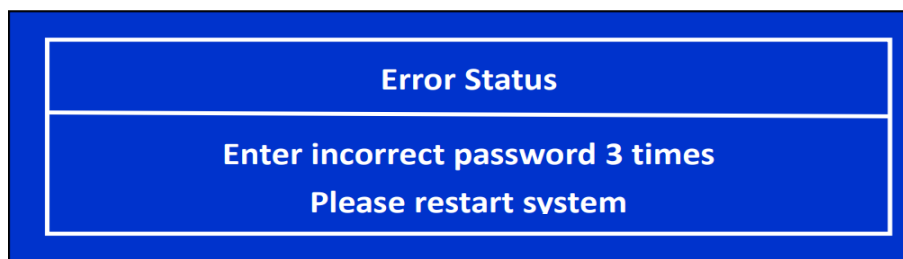 Error Status
Enter incorrect password 3 times
Please restart system